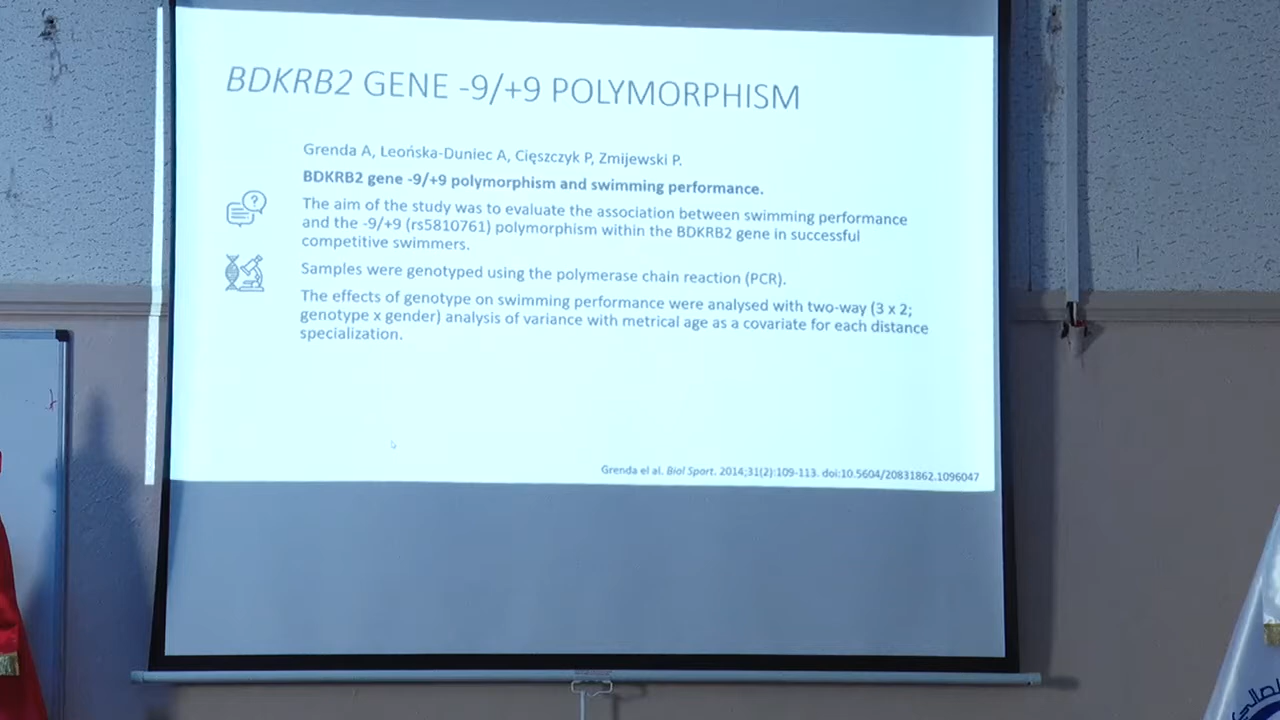 BDKRB2 GENE -9/+9 POLYMORPHISM
Grenda A, Leońska-Duniec A, Cięszczyk P, Zmijewski P.
BDKRB2 gene -9/+9 polymorphism and swimming performance.
The aim of the study was to evaluate the association between swimming performance
and the -9/+9 (rs5810761) polymorphism within the BDKRB2 gene in successful
competitive swimmers.
Samples were genotyped using the polymerase chain reaction (PCR).
The effects of genotype on swimming performance were analysed with two-way (3 x 2;
genotype x gender) analysis of variance with metrical age as a covariate for each distance
specialization.
Grenda el al. Biol Sport. 2014;31(2):109-113. doi:10.5604/20831862.1096047